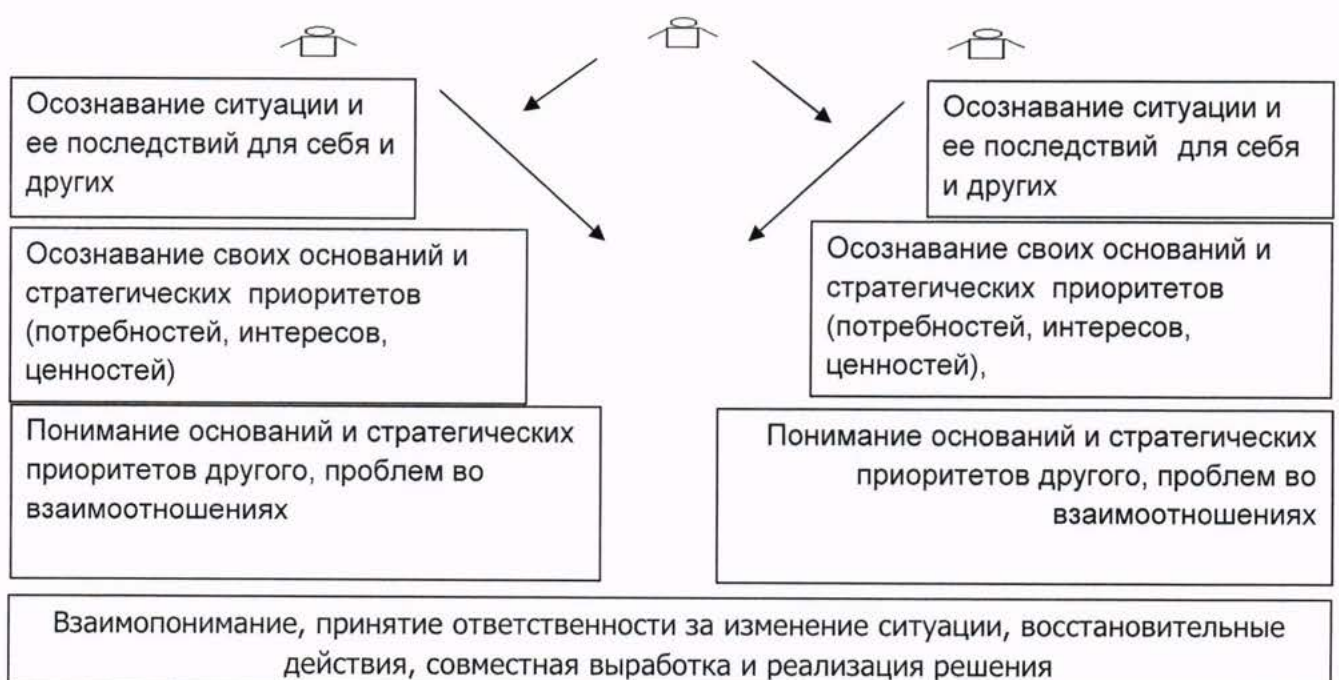 Осознавание ситуации и
ее последствий для себя и
других
Осознавание ситуации и
ее последствий для себя
и других
Осознавание своих оснований и
стратегических приоритетов
(потребностей, интересов,
ценностей)
Осознавание своих оснований и
стратегических приоритетов
(потребностей, интересов,
ценностей),
Понимание оснований и стратегических
приоритетов другого, проблем во
взаимоотношениях
Понимание оснований и стратегических
приоритетов другого, проблем во
взаимоотношениях
Взаимопонимание, принятие ответственности за изменение ситуации, восстановительные
действия, совместная выработка и реализация решения